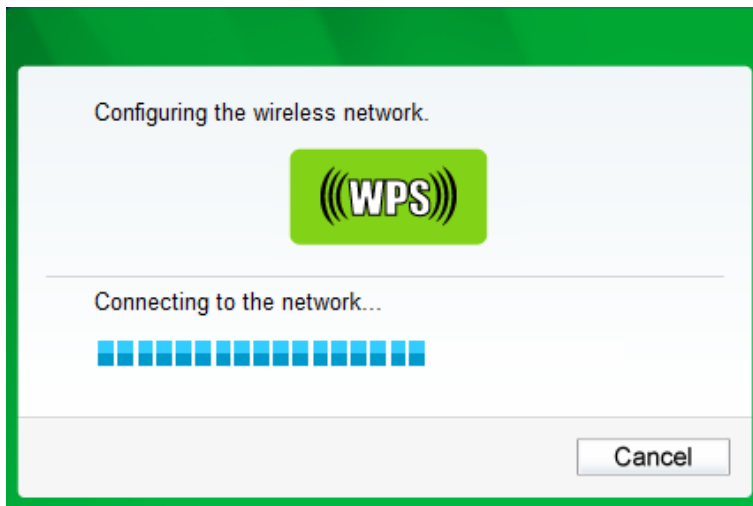 Configuring the wireless network.
WPS
Connecting to the network...
Cancel